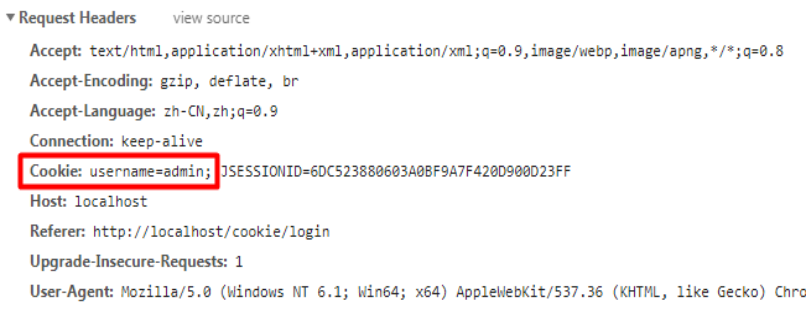 ▼ Request Headers view source
Accept: text/html,application/xhtml+xml,application/xml;q=0.9,image/webp,image/apng,*/*;q=0.8
Accept-Encoding: gzip, deflate, br
Accept-Language: zh-CN,zh;q=0.9
Connection: keep-alive
Cookie: username=admin; JSESSIONID=6DC523880603A0BF9A7F420D900D23FF
Host: localhost
Referer: http://localhost/cookie/login
Upgrade-Insecure-Requests: 1
User-Agent: Mozilla/5.0 (Windows NT 6.1; Win64; x64) AppleWebKit/537.36 (KHTML, like Gecko) Chro